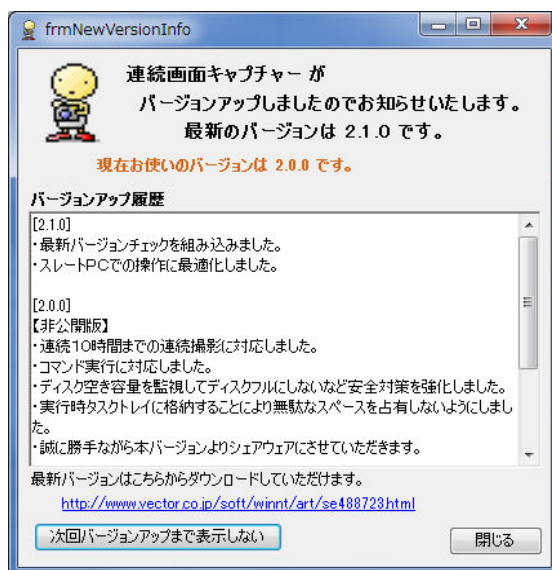 frmNewVersionInfo
連続画面キャプチャー が
バージョンアップしましたのでお知らせいたします。
最新のバージョンは 2.1.0 です。
現在お使いのバージョンは 2.0.0 です。
バージョンアップ履歴
[2.1.0]
・最新バージョンチェックを組み込みました。
・スレートPCでの操作に最適化しました。
[2.0.0]
【非公開版】
・連続10時間までの連続撮影に対応しました。
・コマンド実行に対応しました。
・ディスク空き容量を監視してディスクフルにしないなど安全対策を強化しました。
・実行時タスクトレイに格納することにより無駄なスペースを占有しないようにしまし
た。
・誠に勝手ながら本バージョンよりシェアウェアにさせていただきます。
最新バージョンはこちらからダウンロードしていただけます。
http://www.vector.co.jp/soft/winnt/art/se488723.html
次回バージョンアップまで表示しない
閉じる